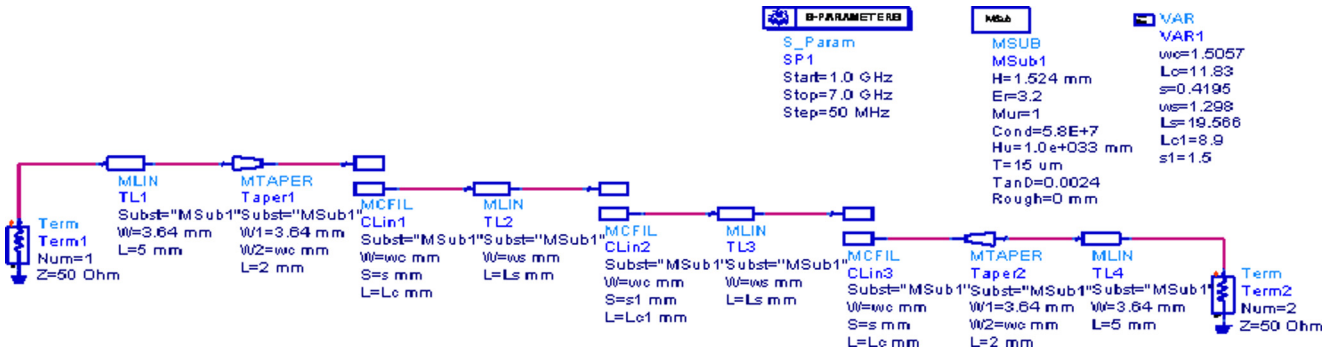 S-PARAMETERS
S_Param
SP1
Start=1.0 GHz
Stop=7.0 GHz
Step=50 MHz
MSub
MSUB
MSub1
H=1.524 mm
Er=3.2
Mur=1
Cond=5.8E+7
Hu=1.0e+033 mm
T=15 um
TanD=0.0024
Rough=0 mm
VAR
VAR1
wc=1.5057
Lc=11.83
s=0.4195
ws=1.298
Ls=19.566
Lc1=8.9
s1=1.5
Term
Term1
Num=1
Z=50 Ohm
MLIN
TL1
Subst="MSub1"
W=3.64 mm
L=5 mm
MTAPER
Taper1
Subst="MSub1"
W1=3.64 mm
W2=wc mm
L=2 mm
MCFIL
CLin1
Subst="MSub1"
W=wc mm
S=s mm
L=Lc mm
MLIN
TL2
Subst="MSub1"
W=ws mm
L=Ls mm
MCFIL
CLin2
Subst="MSub1"
W=wc mm
S=s1 mm
L=Lc1 mm
MLIN
TL3
Subst="MSub1"
W=ws mm
L=Ls mm
MCFIL
CLin3
Subst="MSub1"
W=wc mm
S=s mm
L=Lc mm
MTAPER
Taper2
Subst="MSub1"
W1=3.64 mm
W2=wc mm
L=2 mm
MLIN
TL4
Subst="MSub1"
W=3.64 mm
L=5 mm
Term
Term2
Num=2
Z=50 Ohm